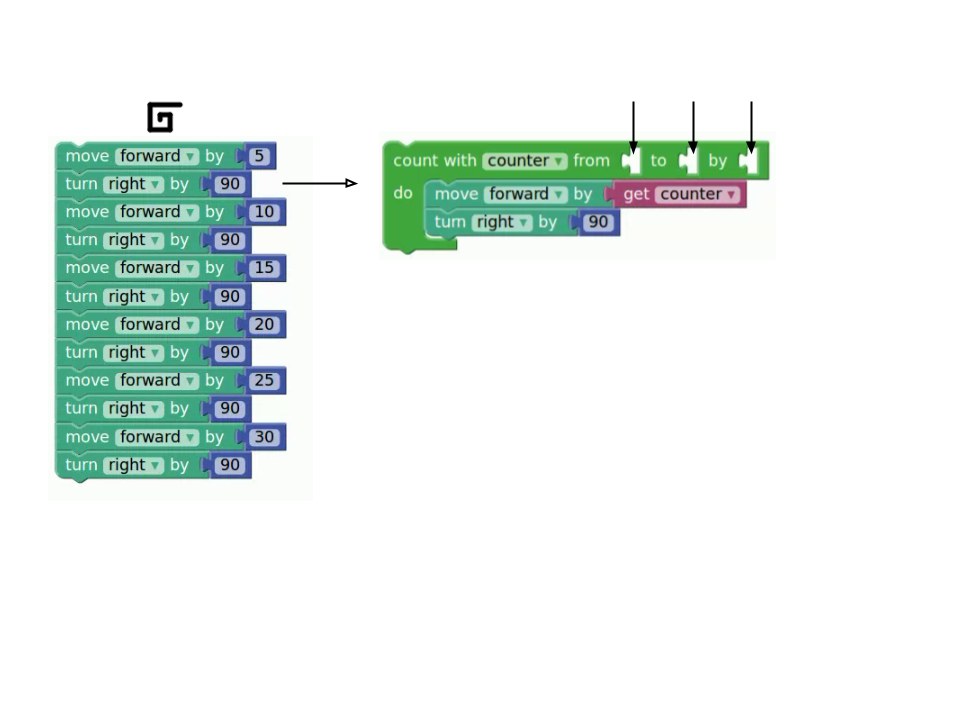 move forward by 5
turn right by 90
move forward by 10
turn right by 90
move forward by 15
turn right by 90
move forward by 20
turn right by 90
move forward by 25
turn right by 90
move forward by 30
turn right by 90
count with counter from to by
do move forward by get counter
turn right by 90